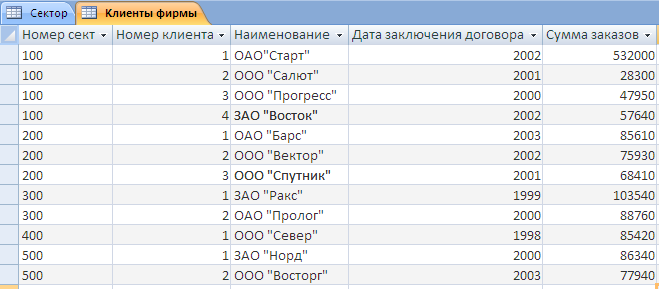 Сектор Клиенты фирмы
Номер сект Номер клиента Наименование Дата заключения договора Сумма заказов
100 1 ОАО"Старт" 2002 532000
100 2 ООО "Салют" 2001 28300
100 3 ООО "Прогресс" 2000 47950
100 4 ЗАО "Восток" 2002 57640
200 1 ОАО "Барс" 2003 85610
200 2 ООО "Вектор" 2002 75930
200 3 ООО "Спутник" 2001 68410
300 1 ЗАО "Ракс" 1999 103540
300 2 ОАО "Пролог" 2000 88760
400 1 ООО "Север" 1998 85420
500 1 ЗАО "Норд" 2000 86340
500 2 ООО "Восторг" 2003 77940